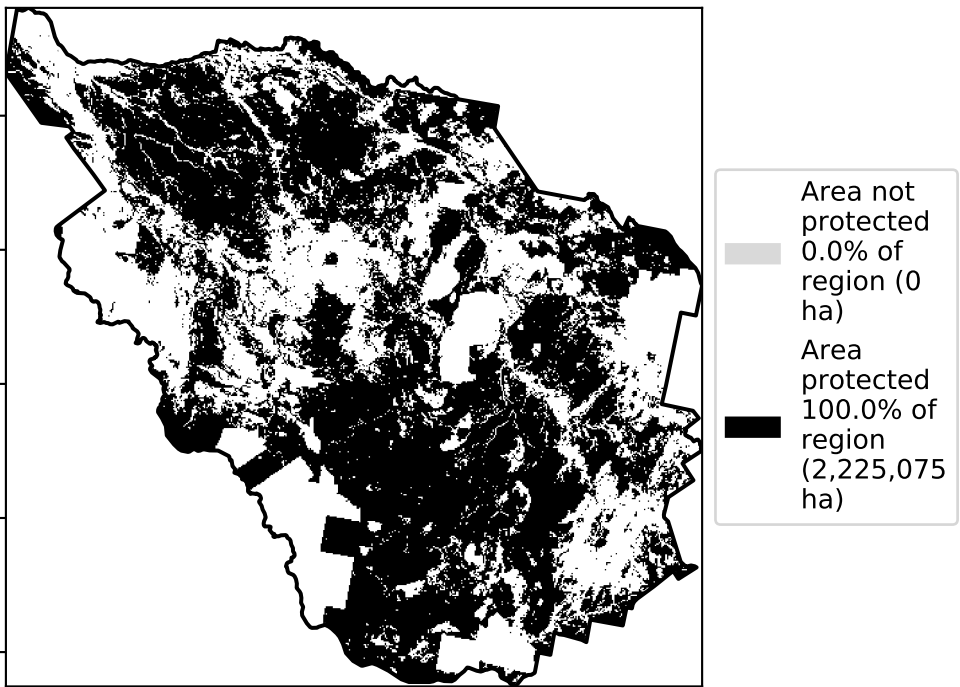 Area not
protected
0.0% of
region (0
ha)
Area
protected
100.0% of
region
(2,225,075
ha)